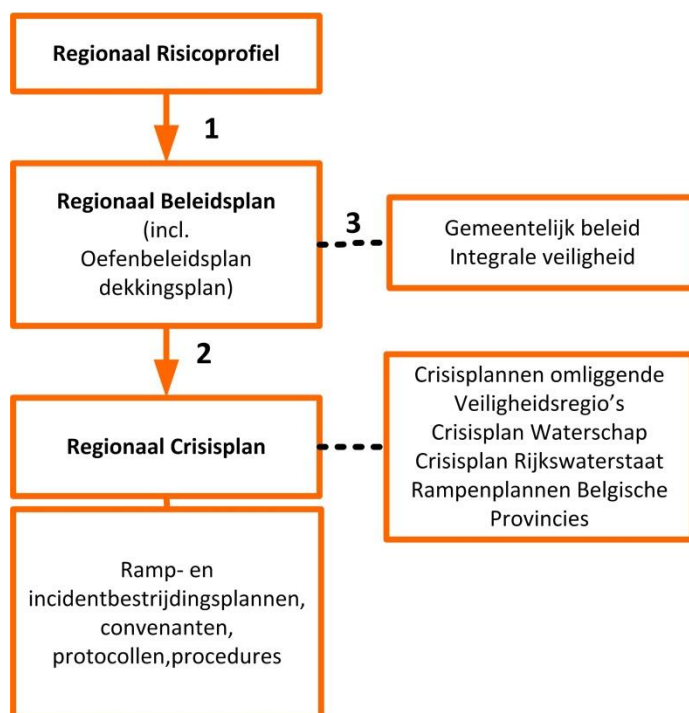 Regionaal Risicoprofiel
1
Regionaal Beleidsplan
(incl.
Oefenbeleidsplan
dekkingsplan)
3
Gemeentelijk beleid
Integrale veiligheid
2
Regionaal Crisisplan
Crisisplannen omliggende
Veiligheidsregio’s
Crisisplan Waterschap
Crisisplan Rijkswaterstaat
Rampenplannen Belgische
Provincies
Ramp- en
incidentbestrijdingsplannen,
convenanten,
protocollen,procedures